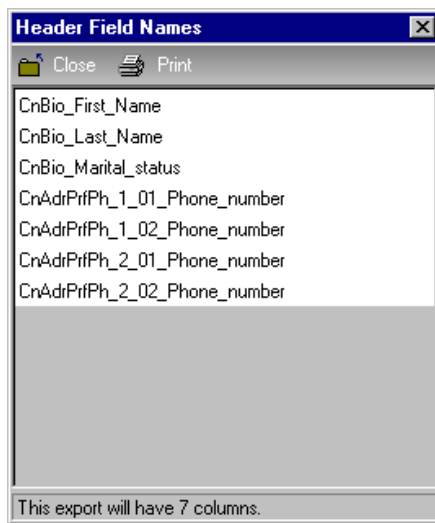 Header Field Names
Close Print
CnBio_First_Name
CnBio_Last_Name
CnBio_Marital_status
CnAdrPrfPh_1_01_Phone_number
CnAdrPrfPh_1_02_Phone_number
CnAdrPrfPh_2_01_Phone_number
CnAdrPrfPh_2_02_Phone_number
This export will have 7 columns.